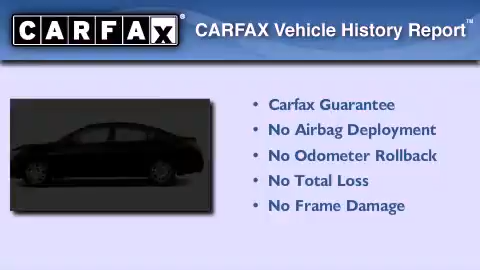 CARFAX® CARFAX Vehicle History Report™
• Carfax Guarantee
• No Airbag Deployment
• No Odometer Rollback
• No Total Loss
• No Frame Damage